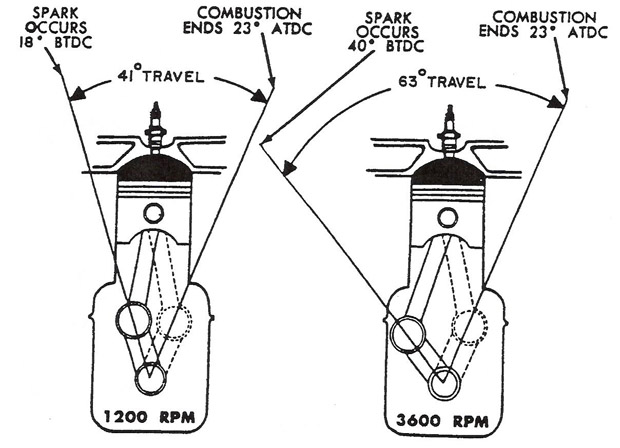 SPARK
OCCURS
18° BTDC
COMBUSTION
ENDS 23° ATDC
41° TRAVEL
1200 RPM
SPARK
OCCURS
40° BTDC
COMBUSTION
ENDS 23° ATDC
63° TRAVEL
3600 RPM